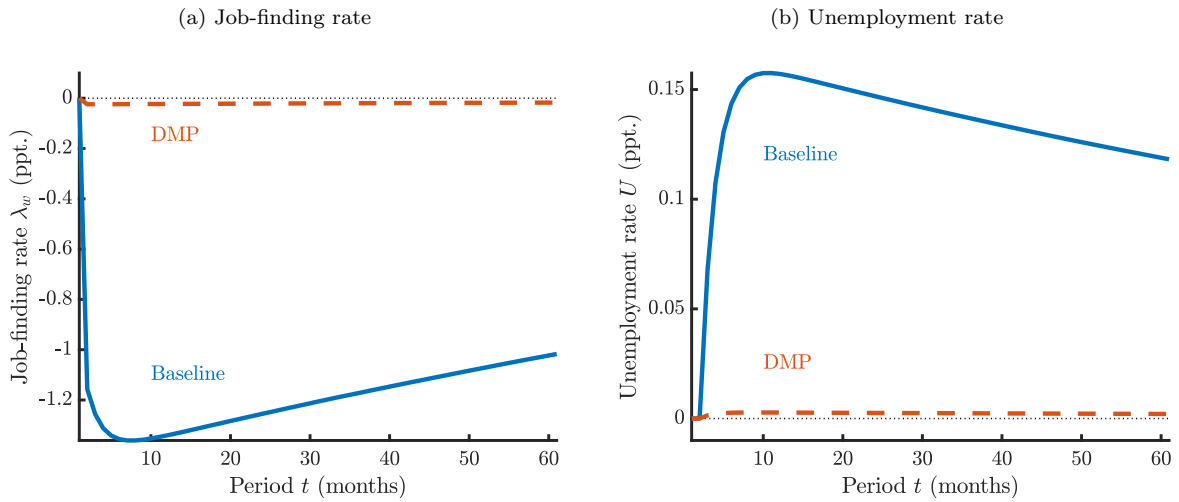 (a) Job-finding rate
0
-0.2
-0.4
-0.6
-0.8
-1
-1.2
Job-finding rate λw (ppt.)
DMP
Baseline
10
20
30
40
50
60
Period t (months)
(b) Unemployment rate
0.15
0.1
0.05
0
Unemployment rate U (ppt.)
Baseline
DMP
10
20
30
40
50
60
Period t (months)